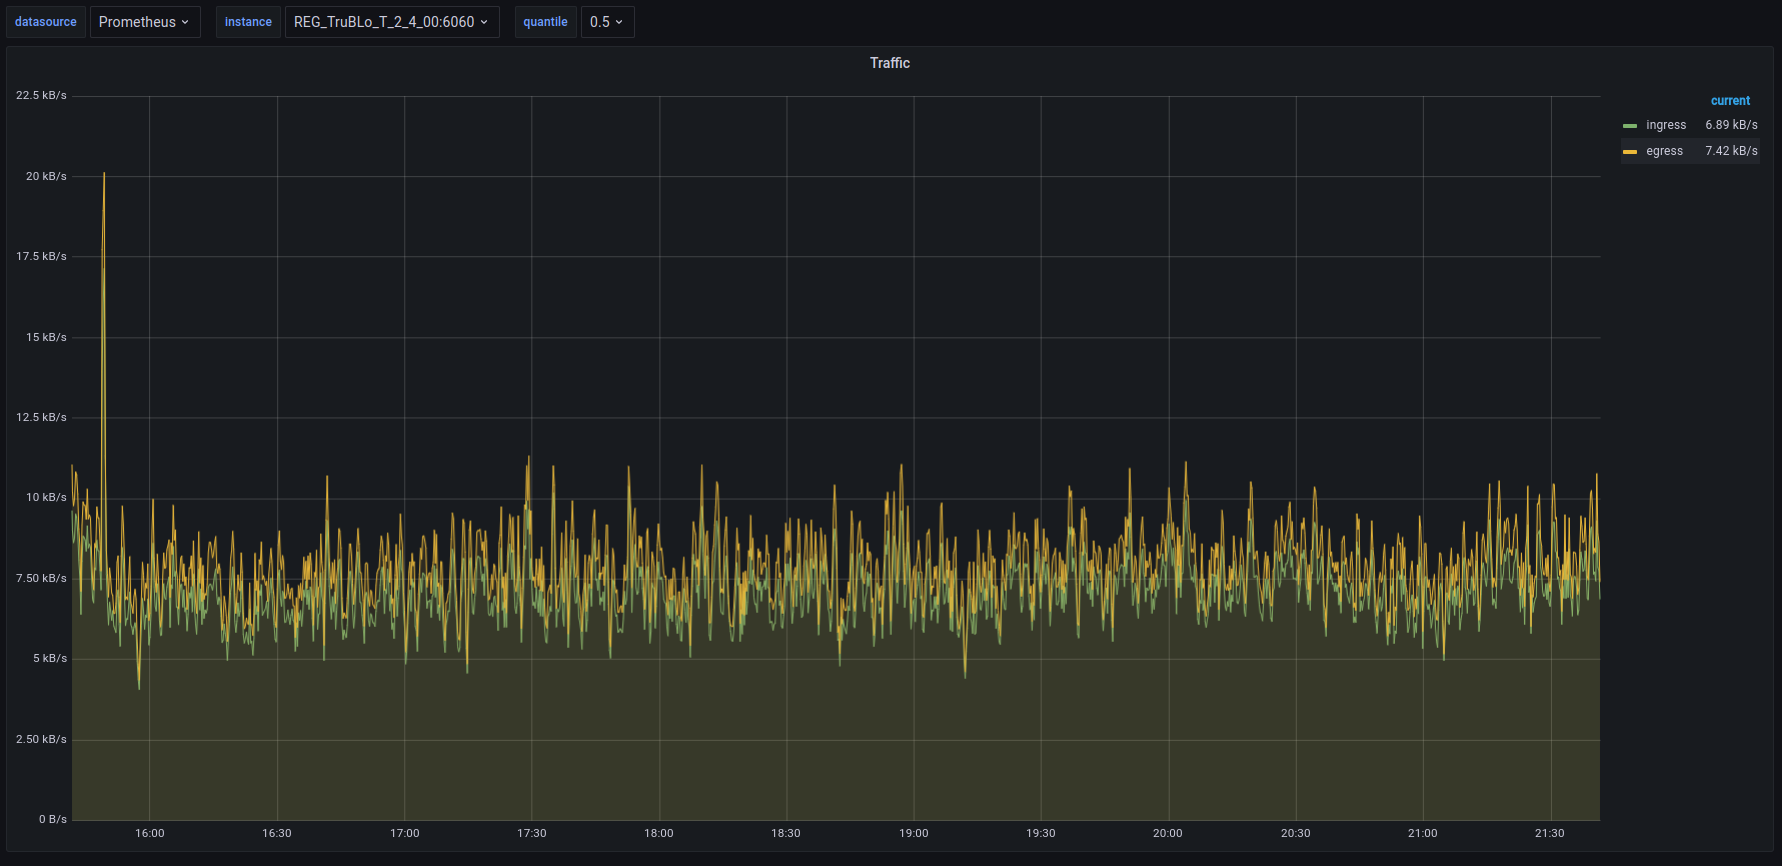 datasource Prometheus instance REG_TruBLo_T_2_4_00:6060 quantile 0.5
Traffic
22.5 kB/s
20 kB/s
17.5 kB/s
15 kB/s
12.5 kB/s
10 kB/s
7.50 kB/s
5 kB/s
2.50 kB/s
0 B/s
16:00 16:30 17:00 17:30 18:00 18:30 19:00 19:30 20:00 20:30 21:00 21:30
current
ingress 6.89 kB/s
egress 7.42 kB/s